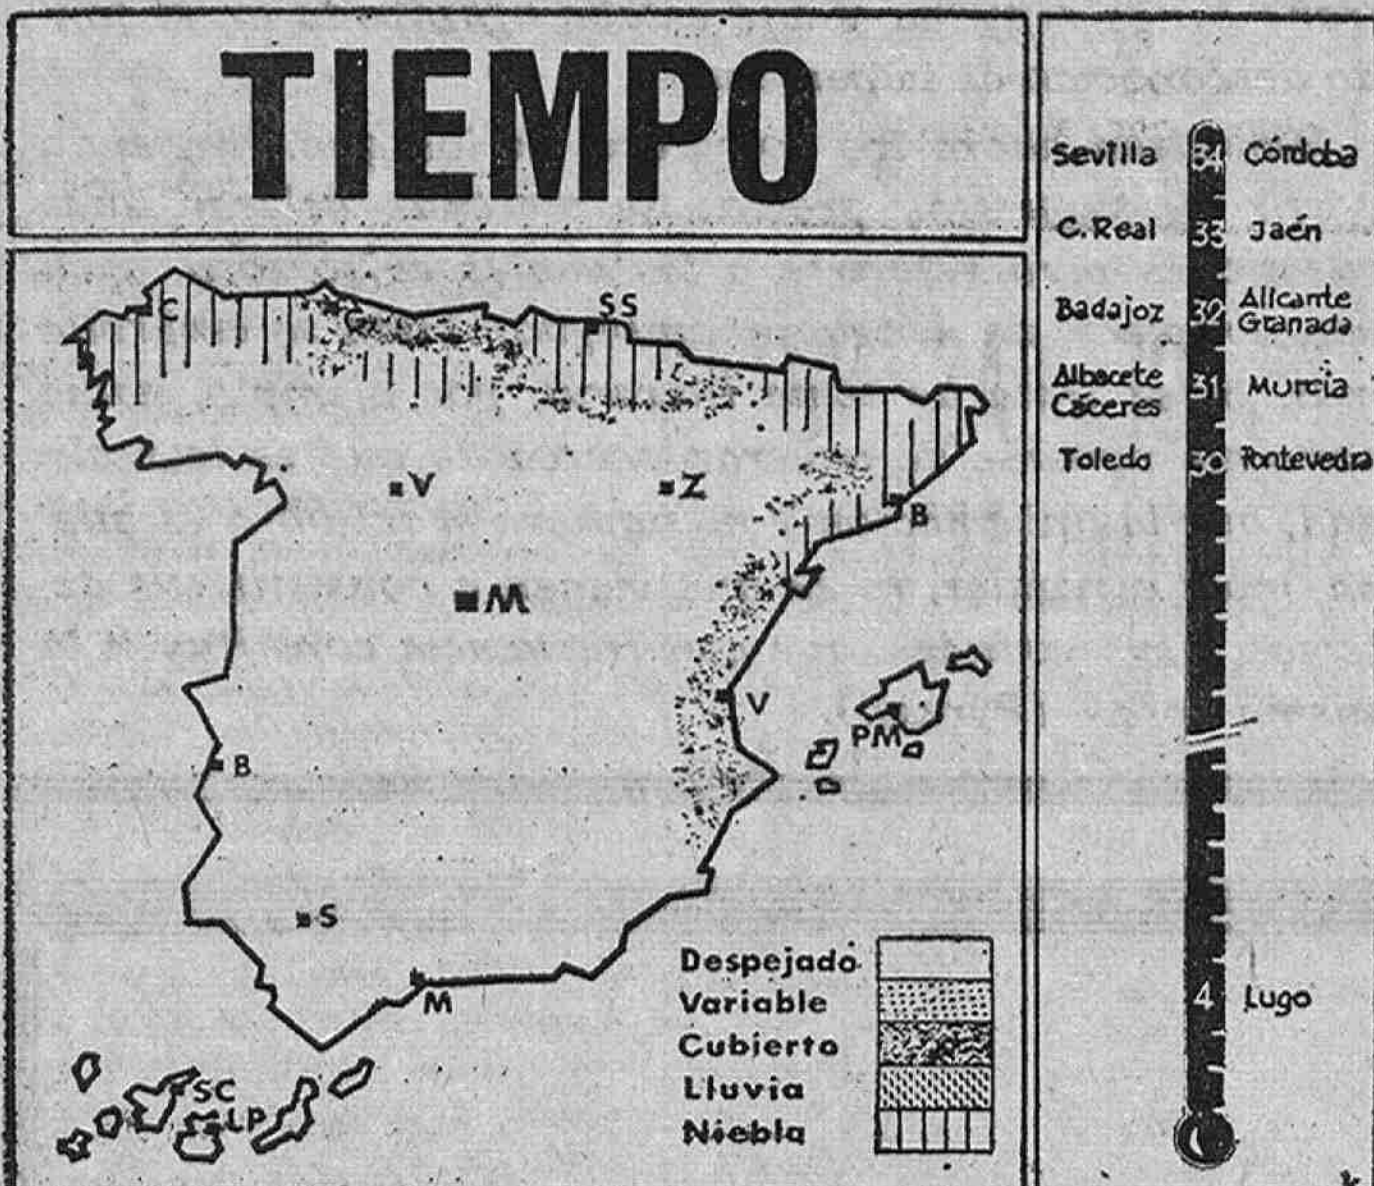 TIEMPO
C
SS
V
Z
B
M
V
PM
B
S
M
SC
LP
Despejado
Variable
Cubierto
Lluvia
Niebla
Sevilla 34 Córdoba
C. Real 33 Jaén
Badajoz 32 Alicante
Granada
Albacete 31 Murcia
Cáceres
Toledo 30 Pontevedra
4 Lugo